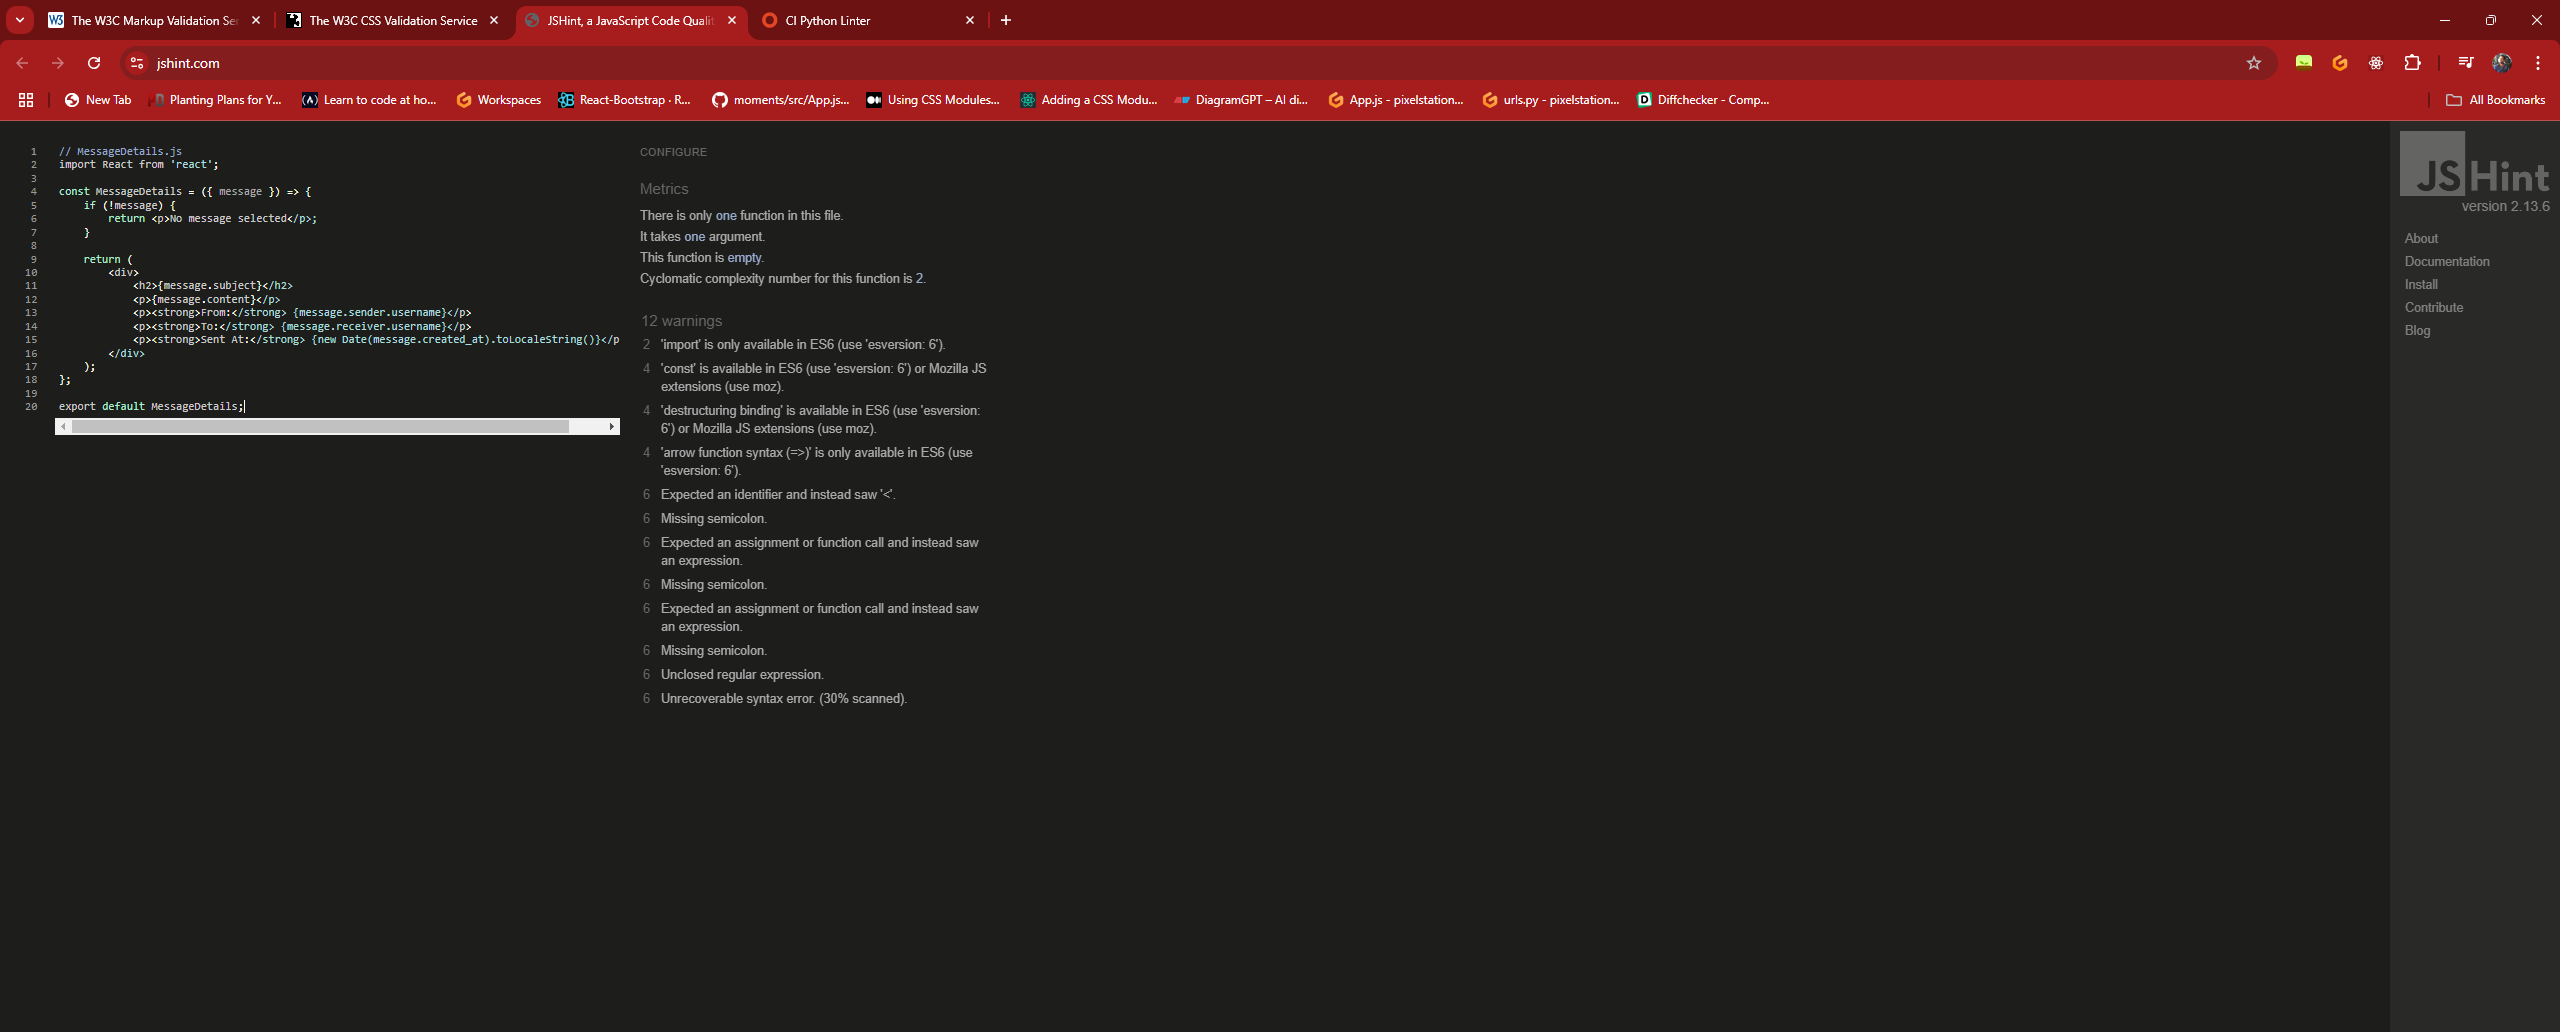 The W3C Markup Validation Se
The W3C CSS Validation Service
JSHint, a JavaScript Code Qualit
CI Python Linter
jshint.com
New Tab
Planting Plans for Y...
Learn to code at ho...
Workspaces
React-Bootstrap · R...
moments/src/App.js...
Using CSS Modules...
Adding a CSS Modu...
DiagramGPT – AI di...
App.js - pixelstation...
urls.py - pixelstation...
Diffchecker - Comp...
All Bookmarks
1 // MessageDetails.js
2 import React from 'react';
3
4 const MessageDetails = ({ message }) => {
5 if (!message) {
6 return <p>No message selected</p>;
7 }
8
9 return (
10 <div>
11 <h2>{message.subject}</h2>
12 <p>{message.content}</p>
13 <p><strong>From:</strong> {message.sender.username}</p>
14 <p><strong>To:</strong> {message.receiver.username}</p>
15 <p><strong>Sent At:</strong> {new Date(message.created_at).toLocaleString()}</p
16 </div>
17 );
18 };
19
20 export default MessageDetails;
CONFIGURE
Metrics
There is only one function in this file.
It takes one argument.
This function is empty.
Cyclomatic complexity number for this function is 2.
12 warnings
2 'import' is only available in ES6 (use 'esversion: 6').
4 'const' is available in ES6 (use 'esversion: 6') or Mozilla JS
extensions (use moz).
4 'destructuring binding' is available in ES6 (use 'esversion:
6') or Mozilla JS extensions (use moz).
4 'arrow function syntax (=>)' is only available in ES6 (use
'esversion: 6').
6 Expected an identifier and instead saw '<'.
6 Missing semicolon.
6 Expected an assignment or function call and instead saw
an expression.
6 Missing semicolon.
6 Expected an assignment or function call and instead saw
an expression.
6 Missing semicolon.
6 Unclosed regular expression.
6 Unrecoverable syntax error. (30% scanned).
JS Hint
version 2.13.6
About
Documentation
Install
Contribute
Blog